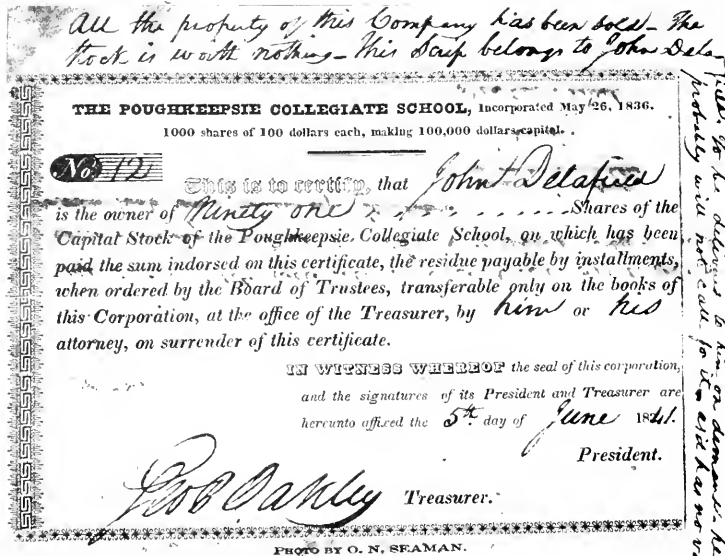 All the property of this Company has been sold - The
stock is worth nothing - This Scrip belongs to John Dela
field to be delivered to him on demand.
probably will not call for it - as it has no v
THE POUGHKEEPSIE COLLEGIATE SCHOOL, Incorporated May 26, 1836.
1000 shares of 100 dollars each, making 100,000 dollars capital.
No 12
This is to certify, that John Delafield
is the owner of Ninety one Shares of the
Capital Stock of the Poughkeepsie Collegiate School, on which has been
paid the sum indorsed on this certificate, the residue payable by installments,
when ordered by the Board of Trustees, transferable only on the books of
this Corporation, at the office of the Treasurer, by him or his
attorney, on surrender of this certificate.
IN WITNESS WHEREOF the seal of this corporation,
and the signatures of its President and Treasurer are
hereunto affixed the 5th day of June 1841.
President.
Geo P Oakley Treasurer.
PHOTO BY O. N. SEAMAN.